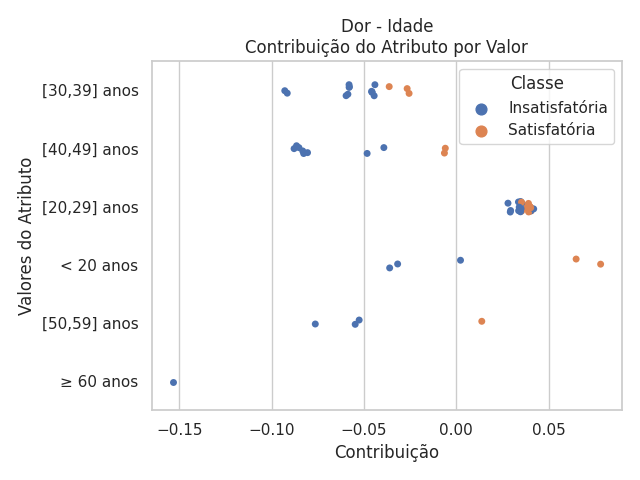 Dor - Idade
Contribuição do Atributo por Valor
Classe
Insatisfatória
Satisfatória
Valores do Atributo
[30,39] anos
[40,49] anos
[20,29] anos
< 20 anos
[50,59] anos
≥ 60 anos
−0.15 −0.10 −0.05 0.00 0.05
Contribuição